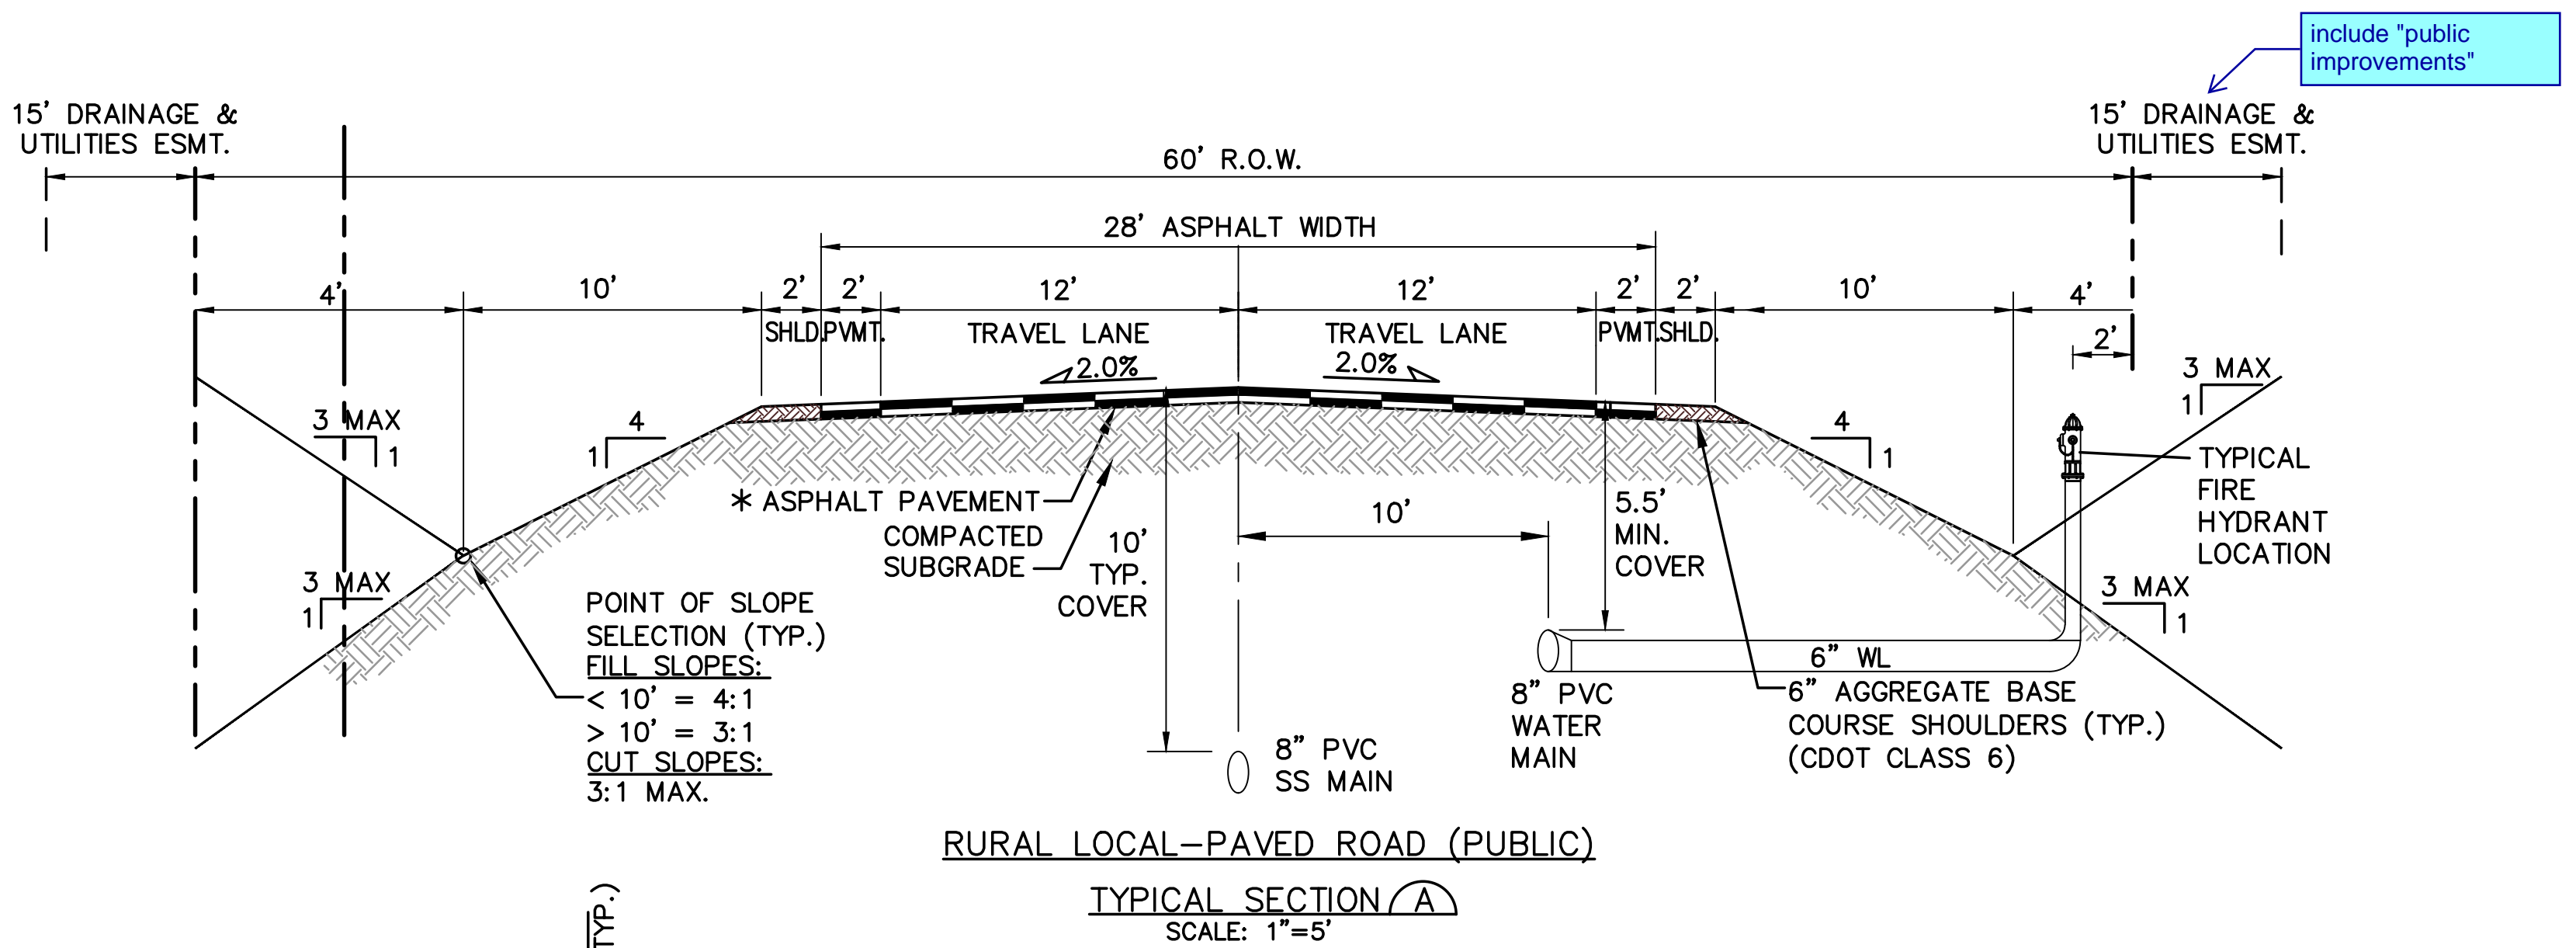 include "public
improvements"
15' DRAINAGE &
UTILITIES ESMT.
15' DRAINAGE &
UTILITIES ESMT.
60' R.O.W.
28' ASPHALT WIDTH
4'
10'
2'
2'
12'
12'
2'
2'
10'
4'
SHLD.
PVMT.
TRAVEL LANE
TRAVEL LANE
PVMT.
SHLD.
2'
2.0%
2.0%
3 MAX
1
3 MAX
1
4
1
4
1
TYPICAL
FIRE
HYDRANT
LOCATION
* ASPHALT PAVEMENT
COMPACTED
SUBGRADE
10'
TYP.
COVER
10'
5.5'
MIN.
COVER
3 MAX
1
3 MAX
1
POINT OF SLOPE
SELECTION (TYP.)
FILL SLOPES:
< 10' = 4:1
> 10' = 3:1
CUT SLOPES:
3:1 MAX.
6" WL
8" PVC
WATER
MAIN
6" AGGREGATE BASE
COURSE SHOULDERS (TYP.)
(CDOT CLASS 6)
8" PVC
SS MAIN
RURAL LOCAL-PAVED ROAD (PUBLIC)
TYPICAL SECTION A
SCALE: 1"=5'
TYP.)